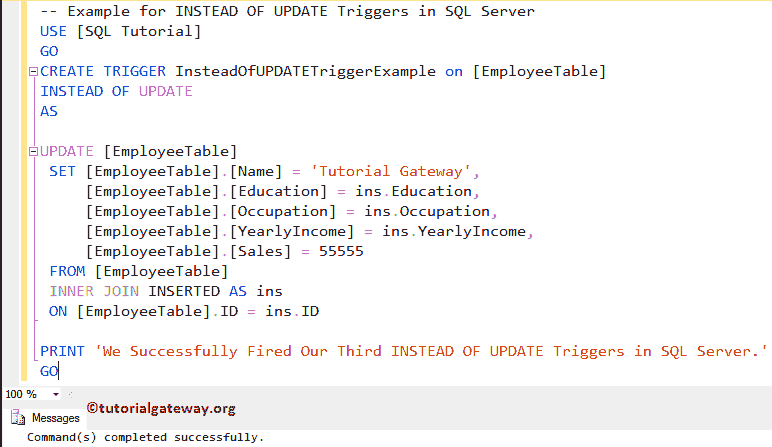 -- Example for INSTEAD OF UPDATE Triggers in SQL Server
USE [SQL Tutorial]
GO
CREATE TRIGGER InsteadOfUPDATETriggerExample on [EmployeeTable]
INSTEAD OF UPDATE
AS
UPDATE [EmployeeTable]
SET [EmployeeTable].[Name] = 'Tutorial Gateway',
[EmployeeTable].[Education] = ins.Education,
[EmployeeTable].[Occupation] = ins.Occupation,
[EmployeeTable].[YearlyIncome] = ins.YearlyIncome,
[EmployeeTable].[Sales] = 55555
FROM [EmployeeTable]
INNER JOIN INSERTED AS ins
ON [EmployeeTable].ID = ins.ID
PRINT 'We Successfully Fired Our Third INSTEAD OF UPDATE Triggers in SQL Server.'
GO
100 %
©tutorialgateway.org
Messages
Command(s) completed successfully.